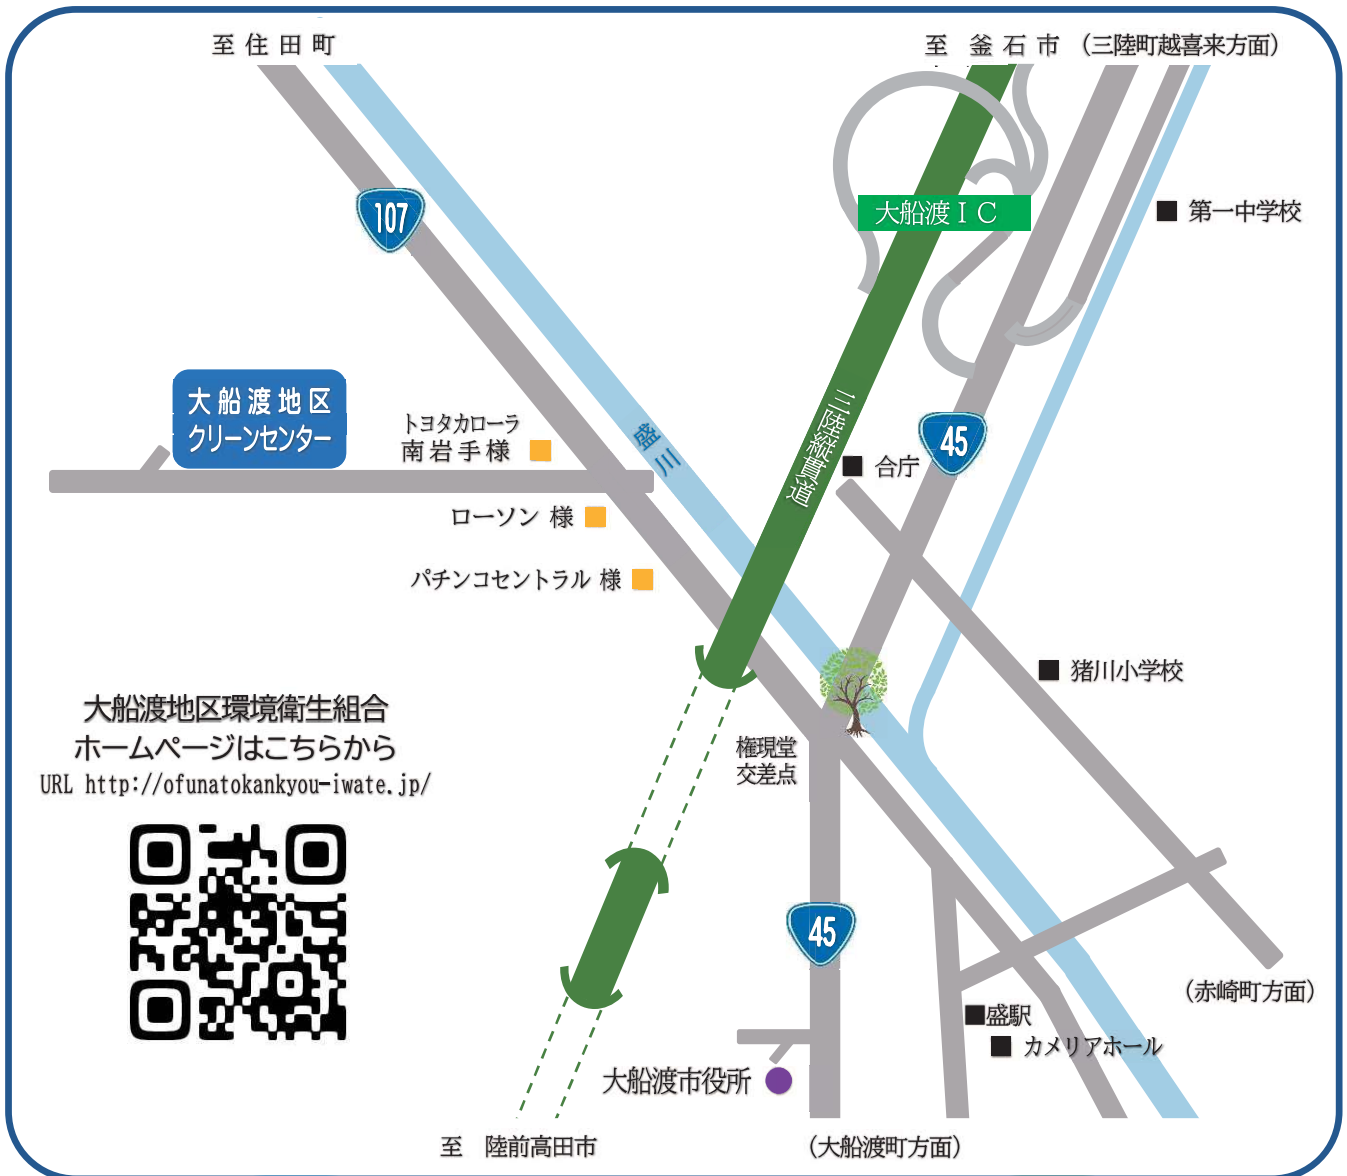 至 住 田 町
至 釜 石 市 (三陸町越喜来方面)
107
大船渡ＩＣ
第一中学校
大船渡地区
クリーンセンター
トヨタカローラ
南岩手様
盛川
三陸縦貫道
合庁
45
ローソン 様
パチンコセントラル 様
猪川小学校
大船渡地区環境衛生組合
ホームページはこちらから
URL http://ofunatokankyou-iwate.jp/
権現堂
交差点
45
(赤崎町方面)
盛駅
カメリアホール
大船渡市役所
至 陸前高田市
(大船渡町方面)